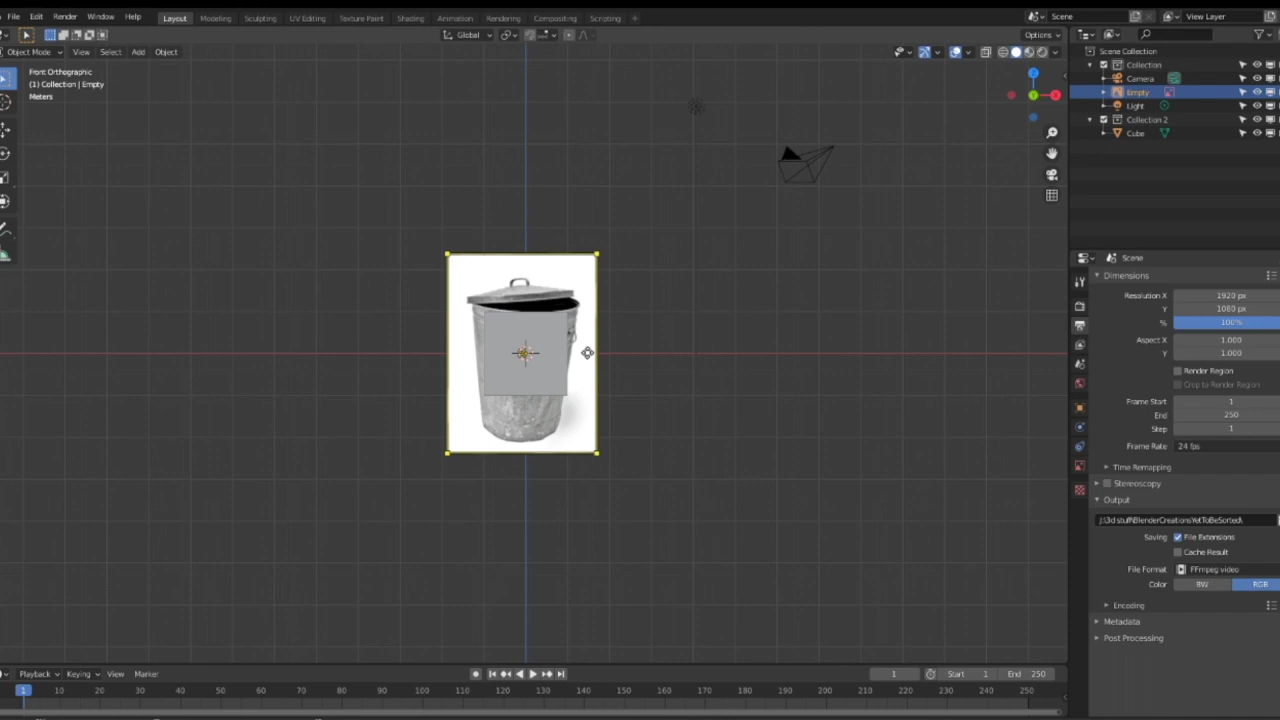 File Edit Render Window Help Layout Modeling Sculpting UV Editing Texture Paint Shading Animation Rendering Compositing Scripting + Scene View Layer
Global Options
Object Mode View Select Add Object
Front Orthographic
(1) Collection | Empty
Meters
Scene Collection
Collection
Camera
Empty
Light
Collection 2
Cube
Scene
Dimensions
Resolution X 1920 px
Y 1080 px
% 100%
Aspect X 1.000
Y 1.000
Render Region
Crop to Render Region
Frame Start 1
End 250
Step 1
Frame Rate 24 fps
Time Remapping
Stereoscopy
Output
J:\3d stuff\BlenderCreationsYetToBeSorted\
Saving File Extensions
Cache Result
File Format FFmpeg video
Color BW RGB
Encoding
Metadata
Post Processing
Playback Keying View Marker 1 Start 1 End 250
1 10 20 30 40 50 60 70 80 90 100 110 120 130 140 150 160 170 180 190 200 210 220 230 240 250